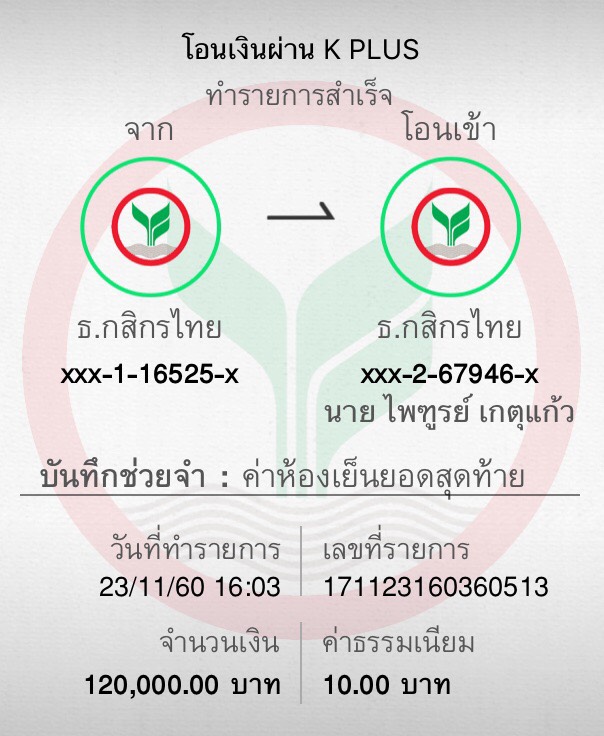 โอนเงินผ่าน K PLUS
ทำรายการสำเร็จ
จาก
โอนเข้า
ธ.กสิกรไทย
ธ.กสิกรไทย
xxx-1-16525-x
xxx-2-67946-x
นาย ไพฑูรย์ เกตุแก้ว
บันทึกช่วยจำ : ค่าห้องเย็นยอดสุดท้าย
วันที่ทำรายการ
เลขที่รายการ
23/11/60 16:03
171123160360513
จำนวนเงิน
ค่าธรรมเนียม
120,000.00 บาท
10.00 บาท